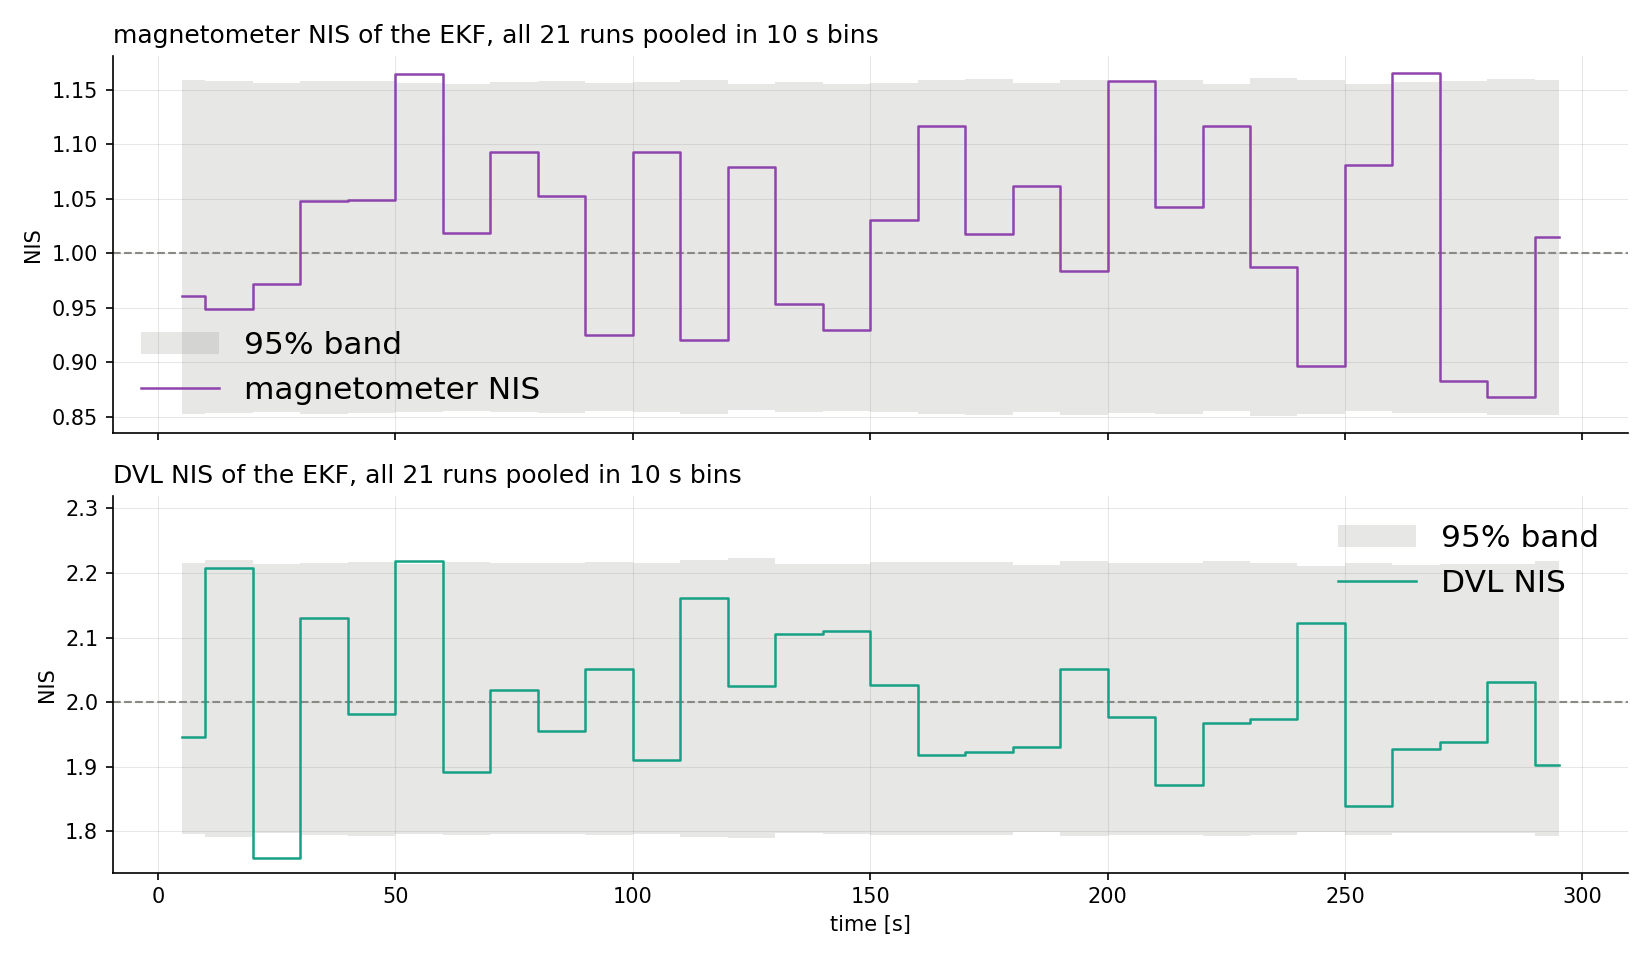 magnetometer NIS of the EKF, all 21 runs pooled in 10 s bins
NIS
1.15
1.10
1.05
1.00
0.95
0.90
0.85
95% band
magnetometer NIS
DVL NIS of the EKF, all 21 runs pooled in 10 s bins
NIS
2.3
2.2
2.1
2.0
1.9
1.8
95% band
DVL NIS
0 50 100 150 200 250 300
time [s]